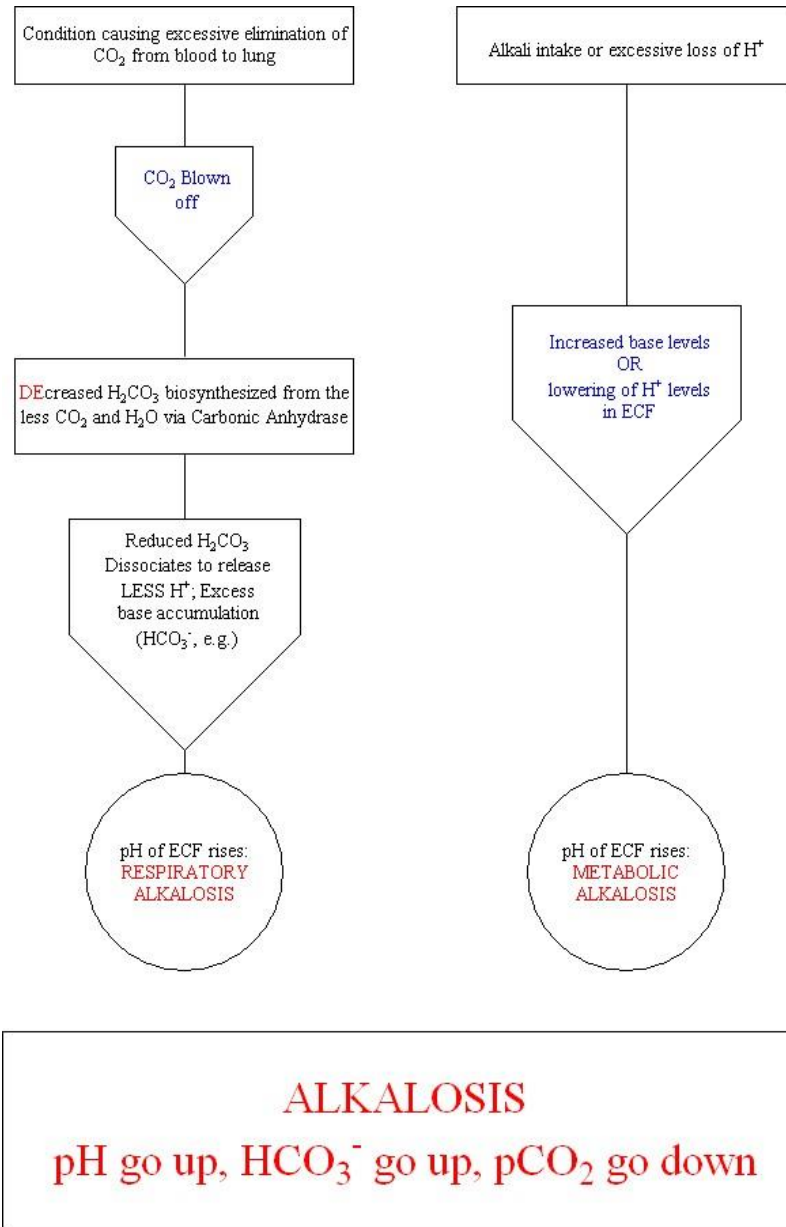 Condition causing excessive elimination of
CO₂ from blood to lung
CO₂ Blown
off
DEcreased H₂CO₃ biosynthesized from the
less CO₂ and H₂O via Carbonic Anhydrase
Reduced H₂CO₃
Dissociates to release
LESS H⁺; Excess
base accumulation
(HCO₃⁻, e.g.)
pH of ECF rises:
RESPIRATORY
ALKALOSIS
Alkali intake or excessive loss of H⁺
Increased base levels
OR
lowering of H⁺ levels
in ECF
pH of ECF rises:
METABOLIC
ALKALOSIS
ALKALOSIS
pH go up, HCO₃⁻ go up, pCO₂ go down